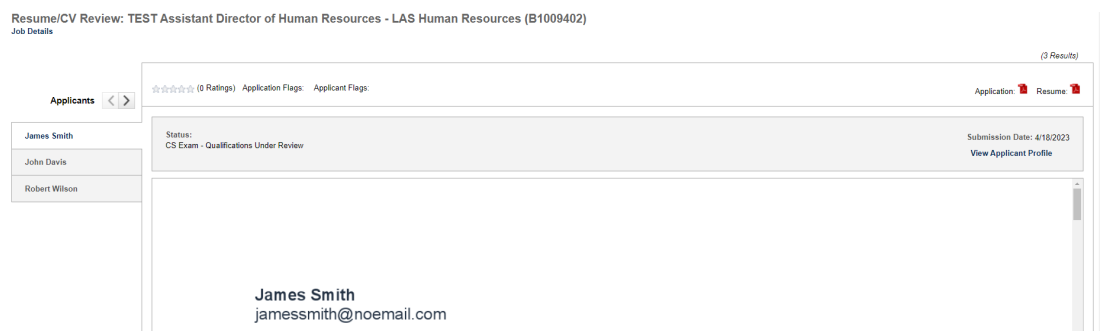 Resume/CV Review: TEST Assistant Director of Human Resources - LAS Human Resources (B1009402)
Job Details
(3 Results)
Applicants
(0 Ratings) Application Flags: Applicant Flags:
Application: Resume:
James Smith
John Davis
Robert Wilson
Status:
CS Exam - Qualifications Under Review
Submission Date: 4/18/2023
View Applicant Profile
James Smith
jamessmith@noemail.com